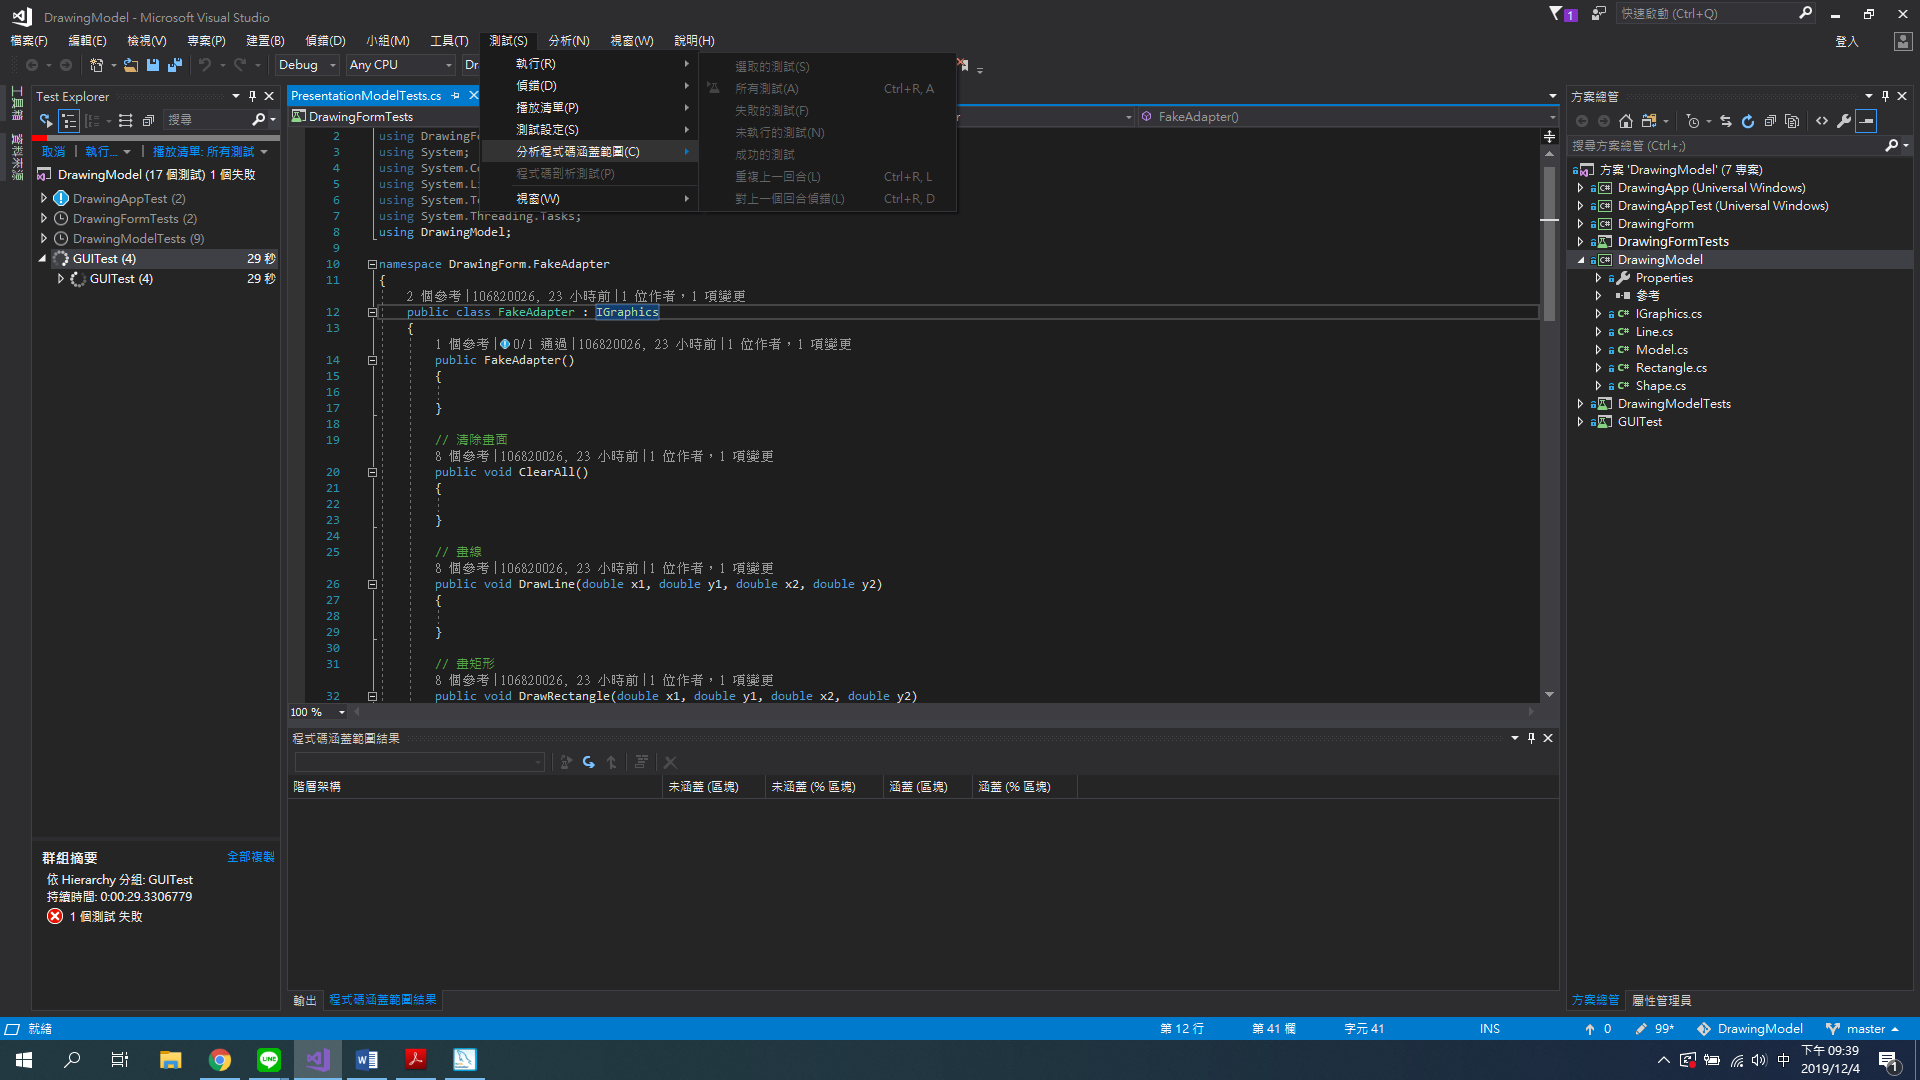 DrawingModel - Microsoft Visual Studio
1
快速啟動 (Ctrl+Q)
檔案(F) 編輯(E) 檢視(V) 專案(P) 建置(B) 偵錯(D) 小組(M) 工具(T) 測試(S) 分析(N) 視窗(W) 說明(H)
登入
Debug Any CPU
執行(R)
偵錯(D)
播放清單(P)
測試設定(S)
分析程式碼涵蓋範圍(C)
程式碼剖析測試(P)
視窗(W)
選取的測試(S)
所有測試(A) Ctrl+R, A
失敗的測試(F)
未執行的測試(N)
成功的測試
重複上一回合(L) Ctrl+R, L
對上一個回合偵錯(L) Ctrl+R, D
工具箱
資料來源
Test Explorer
搜尋
取消 執行... 播放清單: 所有測試
DrawingModel (17 個測試) 1 個失敗
DrawingAppTest (2)
DrawingFormTests (2)
DrawingModelTests (9)
GUITest (4) 29 秒
GUITest (4) 29 秒
群組摘要 全部複製
依 Hierarchy 分組: GUITest
持續時間: 0:00:29.3306779
1 個測試 失敗
PresentationModelTests.cs
DrawingFormTests
FakeAdapter()
2 using DrawingFo
3 using System;
4 using System.Co
5 using System.Li
6 using System.Te
7 using System.Threading.Tasks;
8 using DrawingModel;
9
10 namespace DrawingForm.FakeAdapter
11 {
2 個參考|106820026, 23 小時前|1 位作者，1 項變更
12 public class FakeAdapter : IGraphics
13 {
1 個參考|0/1 通過|106820026, 23 小時前|1 位作者，1 項變更
14 public FakeAdapter()
15 {
16
17 }
18
19 // 清除畫面
8 個參考|106820026, 23 小時前|1 位作者，1 項變更
20 public void ClearAll()
21 {
22
23 }
24
25 // 畫線
8 個參考|106820026, 23 小時前|1 位作者，1 項變更
26 public void DrawLine(double x1, double y1, double x2, double y2)
27 {
28
29 }
30
31 // 畫矩形
8 個參考|106820026, 23 小時前|1 位作者，1 項變更
32 public void DrawRectangle(double x1, double y1, double x2, double y2)
100 %
程式碼涵蓋範圍結果
階層架構 未涵蓋 (區塊) 未涵蓋 (% 區塊) 涵蓋 (區塊) 涵蓋 (% 區塊)
輸出 程式碼涵蓋範圍結果
方案總管
搜尋方案總管 (Ctrl+;)
方案 'DrawingModel' (7 專案)
DrawingApp (Universal Windows)
DrawingAppTest (Universal Windows)
DrawingForm
DrawingFormTests
DrawingModel
Properties
參考
IGraphics.cs
Line.cs
Model.cs
Rectangle.cs
Shape.cs
DrawingModelTests
GUITest
方案總管 屬性管理員
就緒 第 12 行 第 41 欄 字元 41 INS 0 99* DrawingModel master
中
下午 09:39
2019/12/4
1